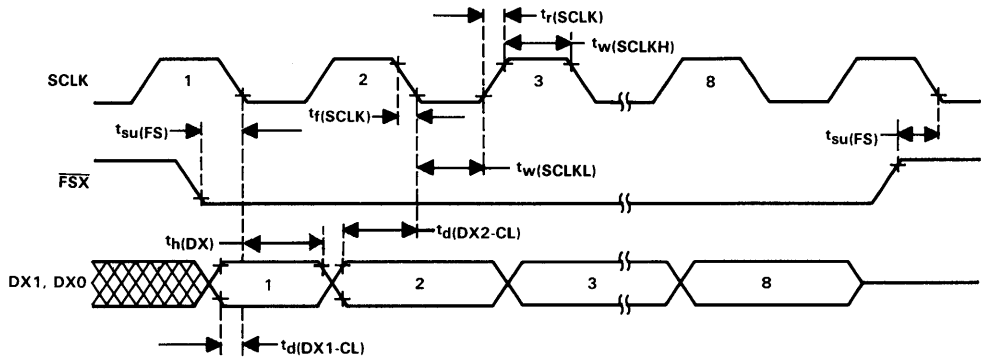 tr(SCLK)
tw(SCLKH)
SCLK
1
2
3
8
tf(SCLK)
tsu(FS)
tsu(FS)
tw(SCLKL)
FSX
th(DX)
td(DX2-CL)
DX1, DX0
1
2
3
8
td(DX1-CL)